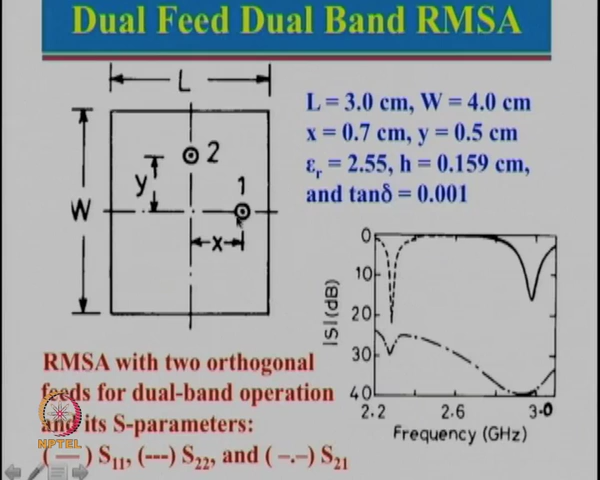 Dual Feed Dual Band RMSA
L
W
2
y
1
x
L = 3.0 cm, W = 4.0 cm
x = 0.7 cm, y = 0.5 cm
εr = 2.55, h = 0.159 cm,
and tanδ = 0.001
|S|(dB)
0
10
20
30
40
2.2
2.6
3.0
Frequency (GHz)
RMSA with two orthogonal
feeds for dual-band operation
and its S-parameters:
( — ) S11, (---) S22, and ( –.–) S21
NPTEL